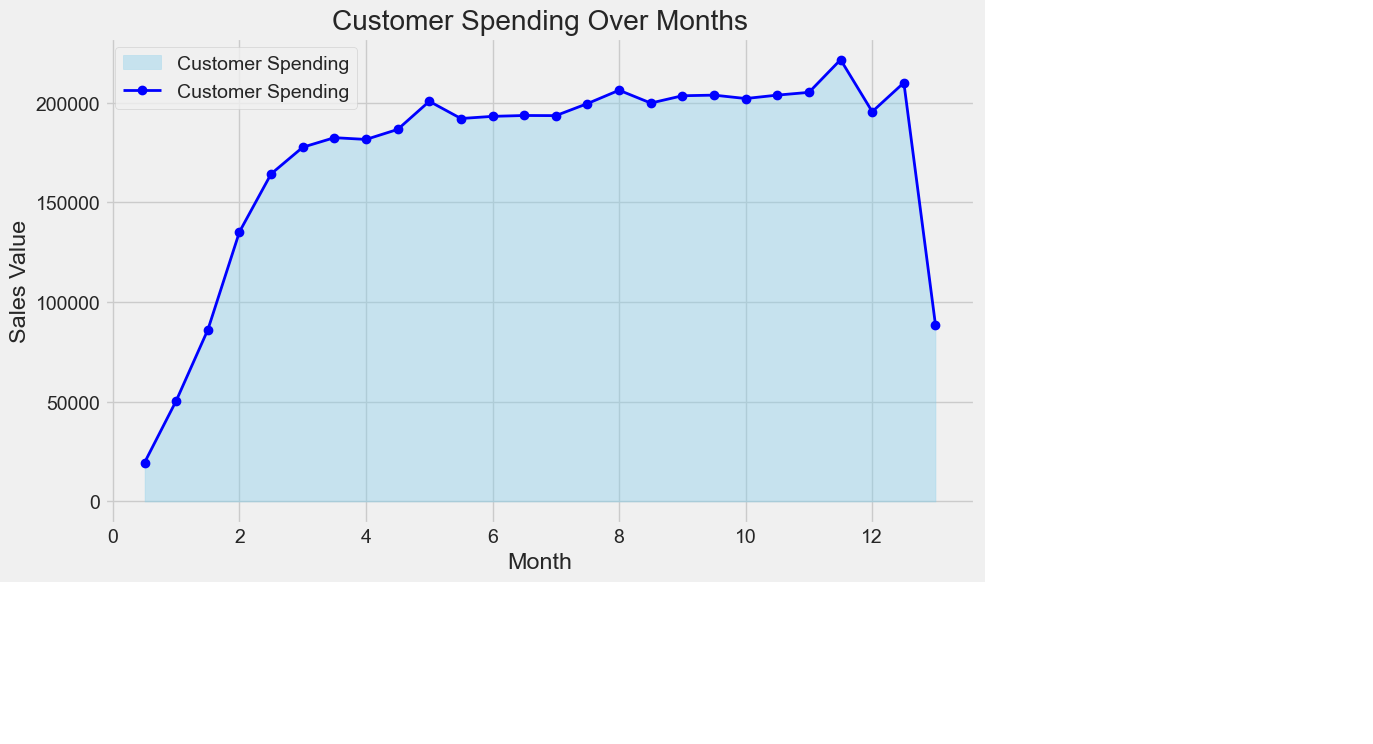 Customer Spending Over Months
Customer Spending
Customer Spending
Sales Value
200000
150000
100000
50000
0
0 2 4 6 8 10 12
Month